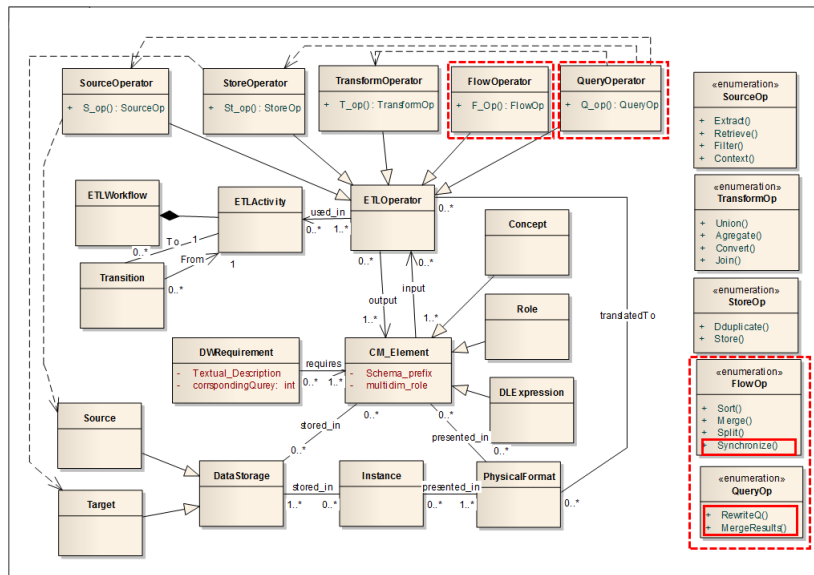 SourceOperator
+ S_op() : SourceOp
StoreOperator
+ St_op() : StoreOp
TransformOperator
+ T_op() : TransformOp
FlowOperator
+ F_Op() : FlowOp
QueryOperator
+ Q_op() : QueryOp
«enumeration»
SourceOp
+ Extract()
+ Retrieve()
+ Filter()
+ Context()
ETLWorkflow
ETLActivity
used_in
0..*
1..*
ETLOperator
0..*
To
1
0..*
From
1
Transition
0..*
0..*
0..*
output
input
1..*
1..*
Concept
Role
DLExpression
translatedTo
«enumeration»
TransformOp
+ Union()
+ Agregate()
+ Convert()
+ Join()
«enumeration»
StoreOp
+ Dduplicate()
+ Store()
DWRequirement
- Textual_Description
- corrspondingQurey: int
requires
0..*
1..*
CM_Element
- Schema_prefix
- multidim_role
0..*
0..*
stored_in
0..*
presented_in
0..*
«enumeration»
FlowOp
+ Sort()
+ Merge()
+ Split()
+ Synchronize()
Source
Target
DataStorage
stored_in
1..*
0..*
Instance
presented_in
0..*
1..*
PhysicalFormat
0..*
«enumeration»
QueryOp
+ RewriteQ()
+ MergeResults()